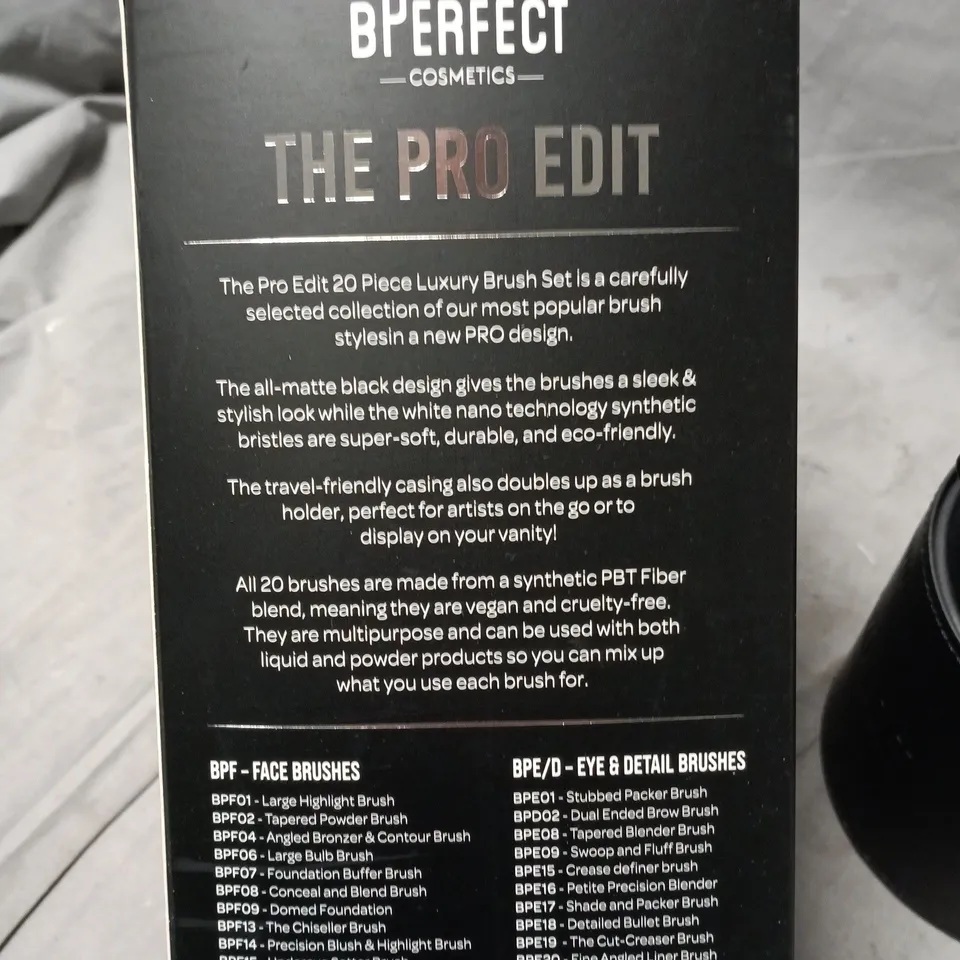 BPERFECT
COSMETICS
THE PRO EDIT
The Pro Edit 20 Piece Luxury Brush Set is a carefully
selected collection of our most popular brush
stylesin a new PRO design.
The all-matte black design gives the brushes a sleek &
stylish look while the white nano technology synthetic
bristles are super-soft, durable, and eco-friendly.
The travel-friendly casing also doubles up as a brush
holder, perfect for artists on the go or to
display on your vanity!
All 20 brushes are made from a synthetic PBT Fiber
blend, meaning they are vegan and cruelty-free.
They are multipurpose and can be used with both
liquid and powder products so you can mix up
what you use each brush for.
BPF - FACE BRUSHES
BPF01 - Large Highlight Brush
BPF02 - Tapered Powder Brush
BPF04 - Angled Bronzer & Contour Brush
BPF06 - Large Bulb Brush
BPF07 - Foundation Buffer Brush
BPF08 - Conceal and Blend Brush
BPF09 - Domed Foundation
BPF13 - The Chiseller Brush
BPF14 - Precision Blush & Highlight Brush
BPE/D - EYE & DETAIL BRUSHES
BPE01 - Stubbed Packer Brush
BPD02 - Dual Ended Brow Brush
BPE08 - Tapered Blender Brush
BPE09 - Swoop and Fluff Brush
BPE15 - Crease definer brush
BPE16 - Petite Precision Blender
BPE17 - Shade and Packer Brush
BPE18 - Detailed Bullet Brush
BPE19 - The Cut-Creaser Brush
BPE20 - Fine Angled Liner Brush